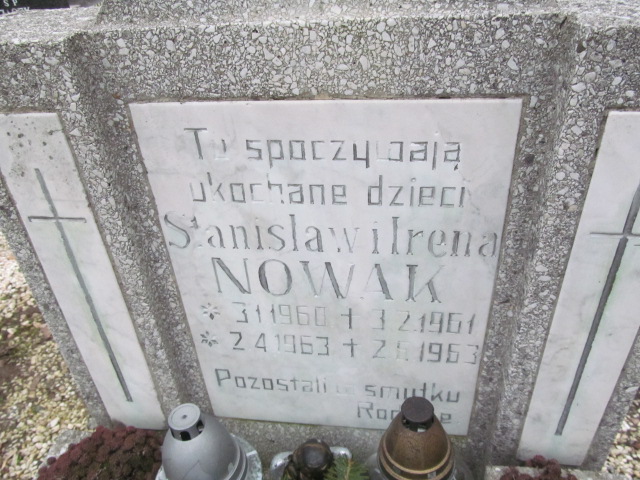 Tu spoczywają
ukochane dzieci
Stanisław i Irena
NOWAK
* 3.1.1960 + 3.2.1961
* 2.4.1963 + 2. .1963
Pozostali w smutku
Rodzice